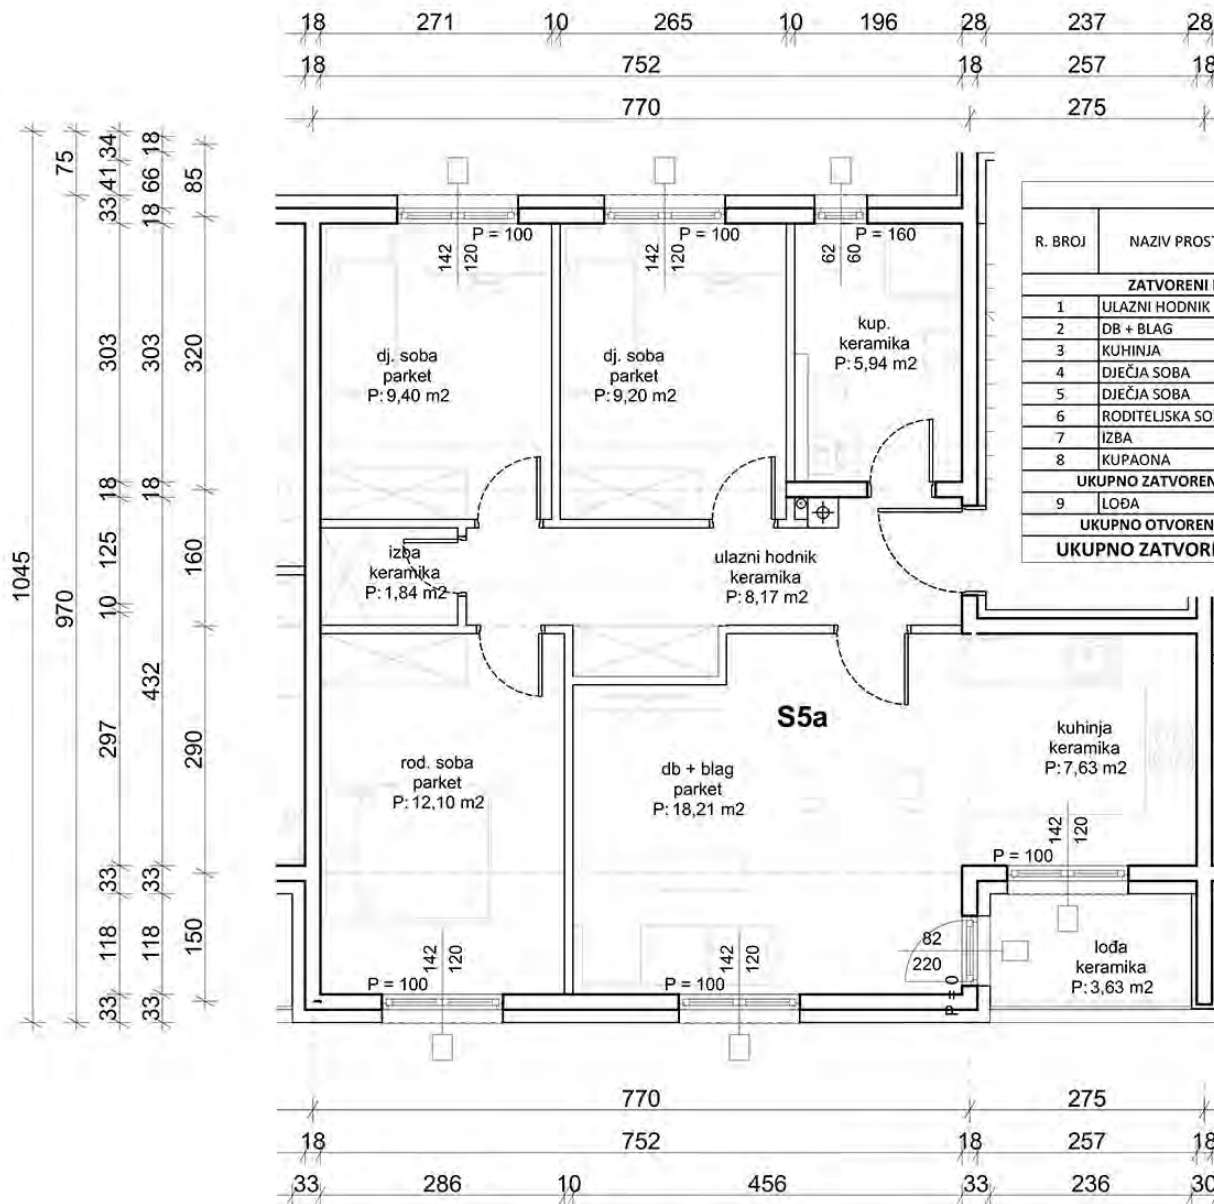 18 271 10 265 10 196 28 237 28
18 752 18 257 18
770 275
1045
75
970
34
41
33
303
18
125
10
297
33
118
33
18
66
18
303
18
432
33
118
33
85
320
160
290
150
P = 100
142
120
P = 100
142
120
P = 160
62
60
dj. soba
parket
P: 9,40 m2
dj. soba
parket
P: 9,20 m2
kup.
keramika
P: 5,94 m2
R. BROJ NAZIV PROST
ZATVORENI
1 ULAZNI HODNIK
2 DB + BLAG
3 KUHINJA
4 DJEČJA SOBA
5 DJEČJA SOBA
6 RODITELJSKA SO
7 IZBA
8 KUPAONA
UKUPNO ZATVOREN
9 LOĐA
UKUPNO OTVOREN
UKUPNO ZATVORI
izba
keramika
P: 1,84 m2
ulazni hodnik
keramika
P: 8,17 m2
S5a
rod. soba
parket
P: 12,10 m2
db + blag
parket
P: 18,21 m2
kuhinja
keramika
P: 7,63 m2
142
120
P = 100
82
220
P = 0
lođa
keramika
P: 3,63 m2
P = 100
142
120
P = 100
142
120
770 275
18 752 18 257 18
33 286 10 456 33 236 30